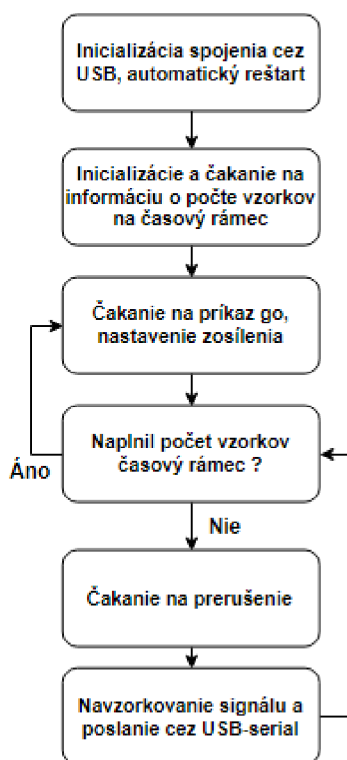 Inicializácia spojenia cez
USB, automatický reštart
Inicializácie a čakanie na
informáciu o počte vzorkov
na časový rámec
Čakanie na príkaz go,
nastavenie zosílenia
Naplnil počet vzorkov
časový rámec ?
Áno
Nie
Čakanie na prerušenie
Navzorkovanie signálu a
poslanie cez USB-serial